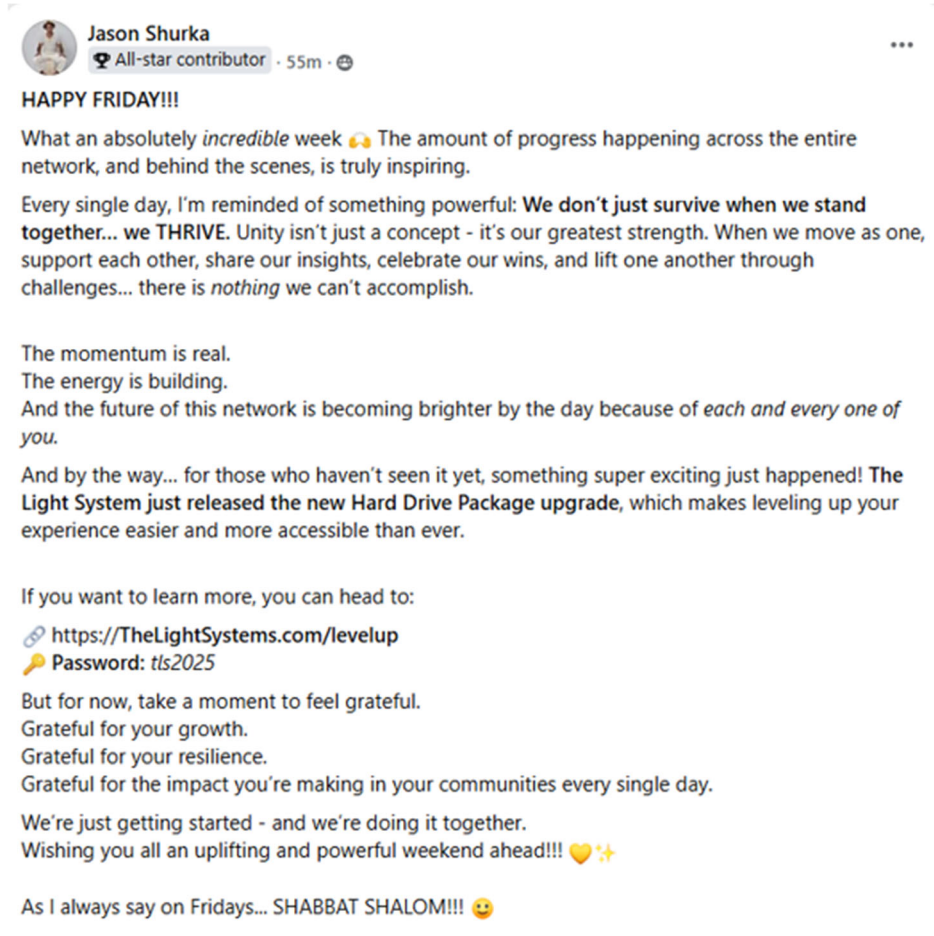 Jason Shurka
🏆 All-star contributor · 55m ·
HAPPY FRIDAY!!!
What an absolutely incredible week 🙌 The amount of progress happening across the entire
network, and behind the scenes, is truly inspiring.
Every single day, I'm reminded of something powerful: We don't just survive when we stand
together... we THRIVE. Unity isn't just a concept - it's our greatest strength. When we move as one,
support each other, share our insights, celebrate our wins, and lift one another through
challenges... there is nothing we can't accomplish.
The momentum is real.
The energy is building.
And the future of this network is becoming brighter by the day because of each and every one of
you.
And by the way... for those who haven't seen it yet, something super exciting just happened! The
Light System just released the new Hard Drive Package upgrade, which makes leveling up your
experience easier and more accessible than ever.
If you want to learn more, you can head to:
🔗 https://TheLightSystems.com/levelup
🔑 Password: tls2025
But for now, take a moment to feel grateful.
Grateful for your growth.
Grateful for your resilience.
Grateful for the impact you're making in your communities every single day.
We're just getting started - and we're doing it together.
Wishing you all an uplifting and powerful weekend ahead!!! 💛✨
As I always say on Fridays... SHABBAT SHALOM!!! 🙂